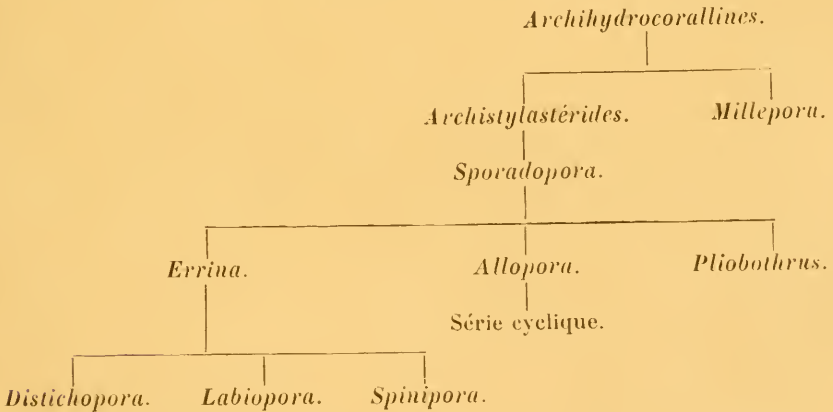 Archihydrocorallines.
Archistylastérides. Millepora.
Sporadopora.
Errina. Allopora. Pliobothrus.
Série cyclique.
Distichopora. Labiopora. Spinipora.